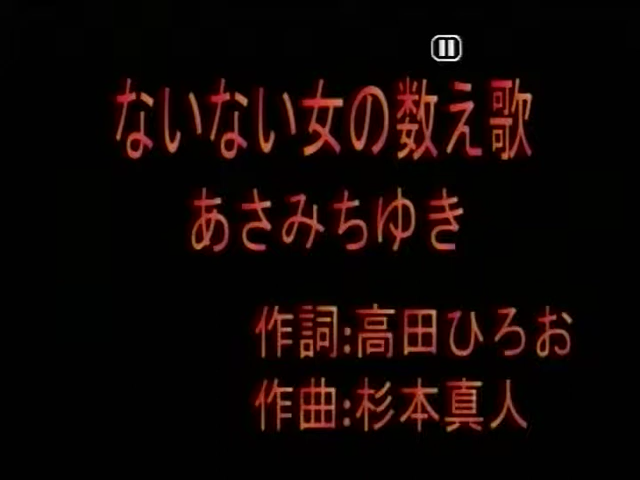 ないない女の数え歌
あさみちゆき
作詞:高田ひろお
作曲:杉本真人